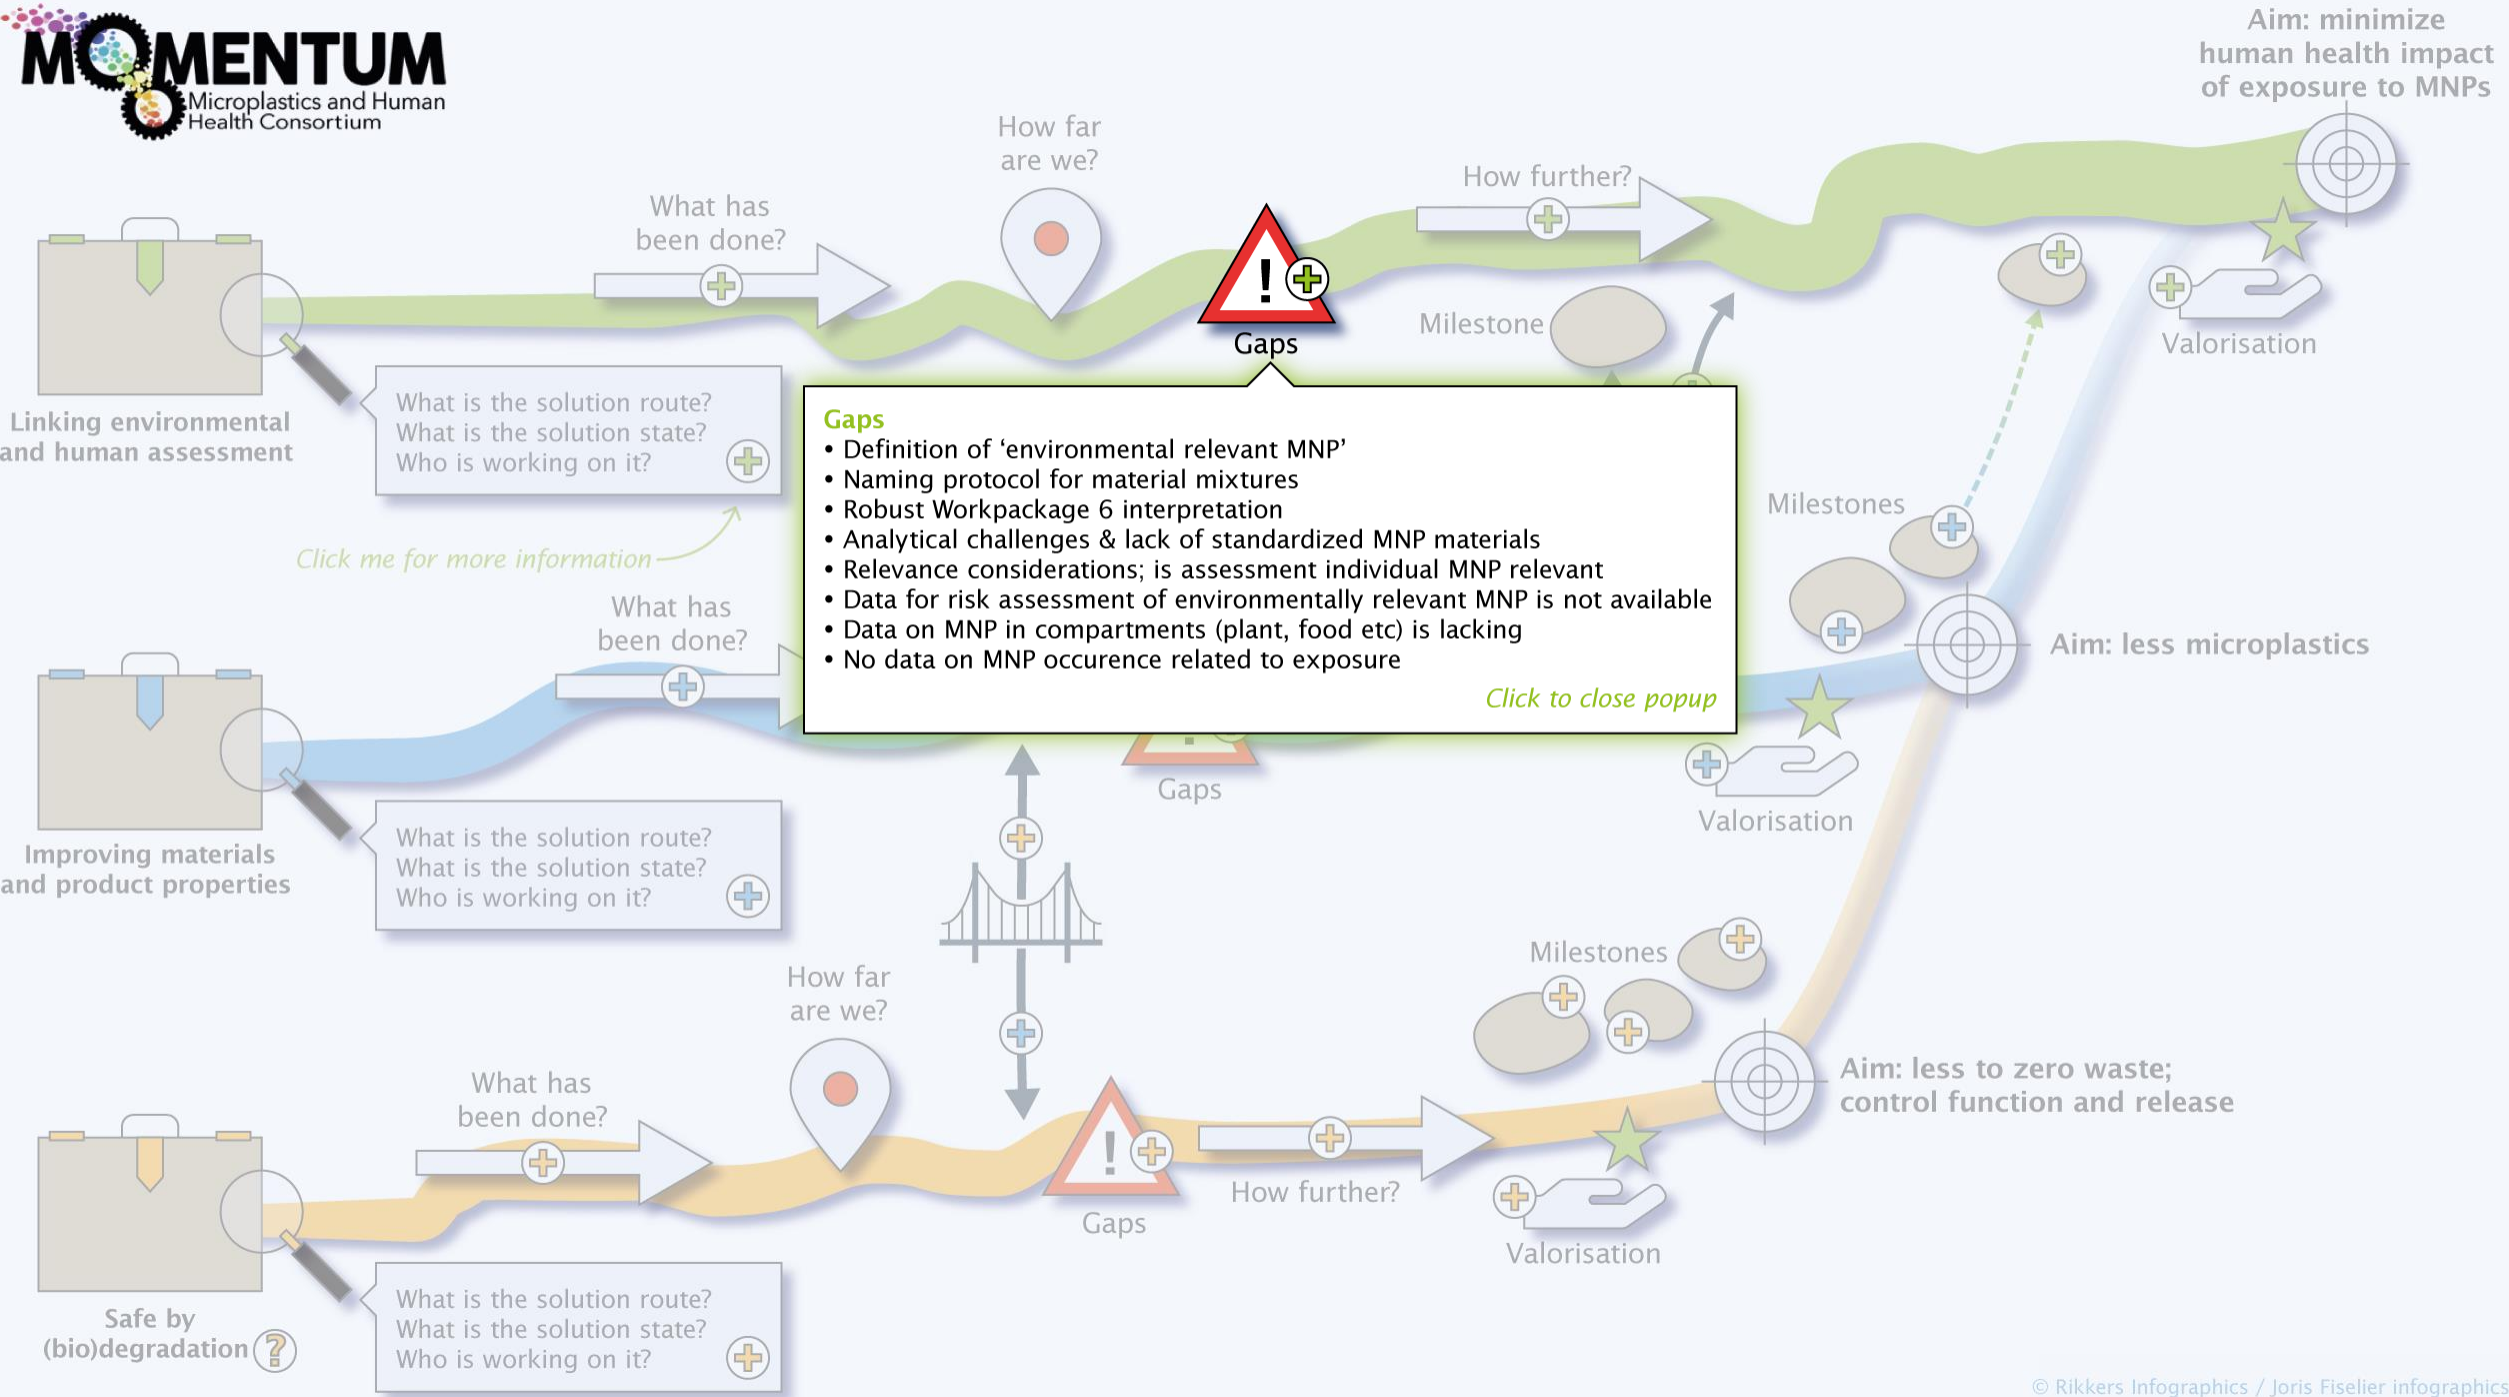 MOMENTUM
Microplastics and Human
Health Consortium
Aim: minimize
human health impact
of exposure to MNPs
How far
are we?
What has
been done?
How further?
!
Gaps
Milestone
Valorisation
Linking environmental
and human assessment
What is the solution route?
What is the solution state?
Who is working on it?
Click me for more information
Gaps
• Definition of ‘environmental relevant MNP’
• Naming protocol for material mixtures
• Robust Workpackage 6 interpretation
• Analytical challenges & lack of standardized MNP materials
• Relevance considerations; is assessment individual MNP relevant
• Data for risk assessment of environmentally relevant MNP is not available
• Data on MNP in compartments (plant, food etc) is lacking
• No data on MNP occurence related to exposure
Click to close popup
Milestones
What has
been done?
Aim: less microplastics
Gaps
Valorisation
Improving materials
and product properties
What is the solution route?
What is the solution state?
Who is working on it?
Milestones
How far
are we?
What has
been done?
Aim: less to zero waste;
control function and release
!
Gaps
How further?
Valorisation
Safe by
(bio)degradation ?
What is the solution route?
What is the solution state?
Who is working on it?
© Rikkers Infographics / Joris Fiselier infographics